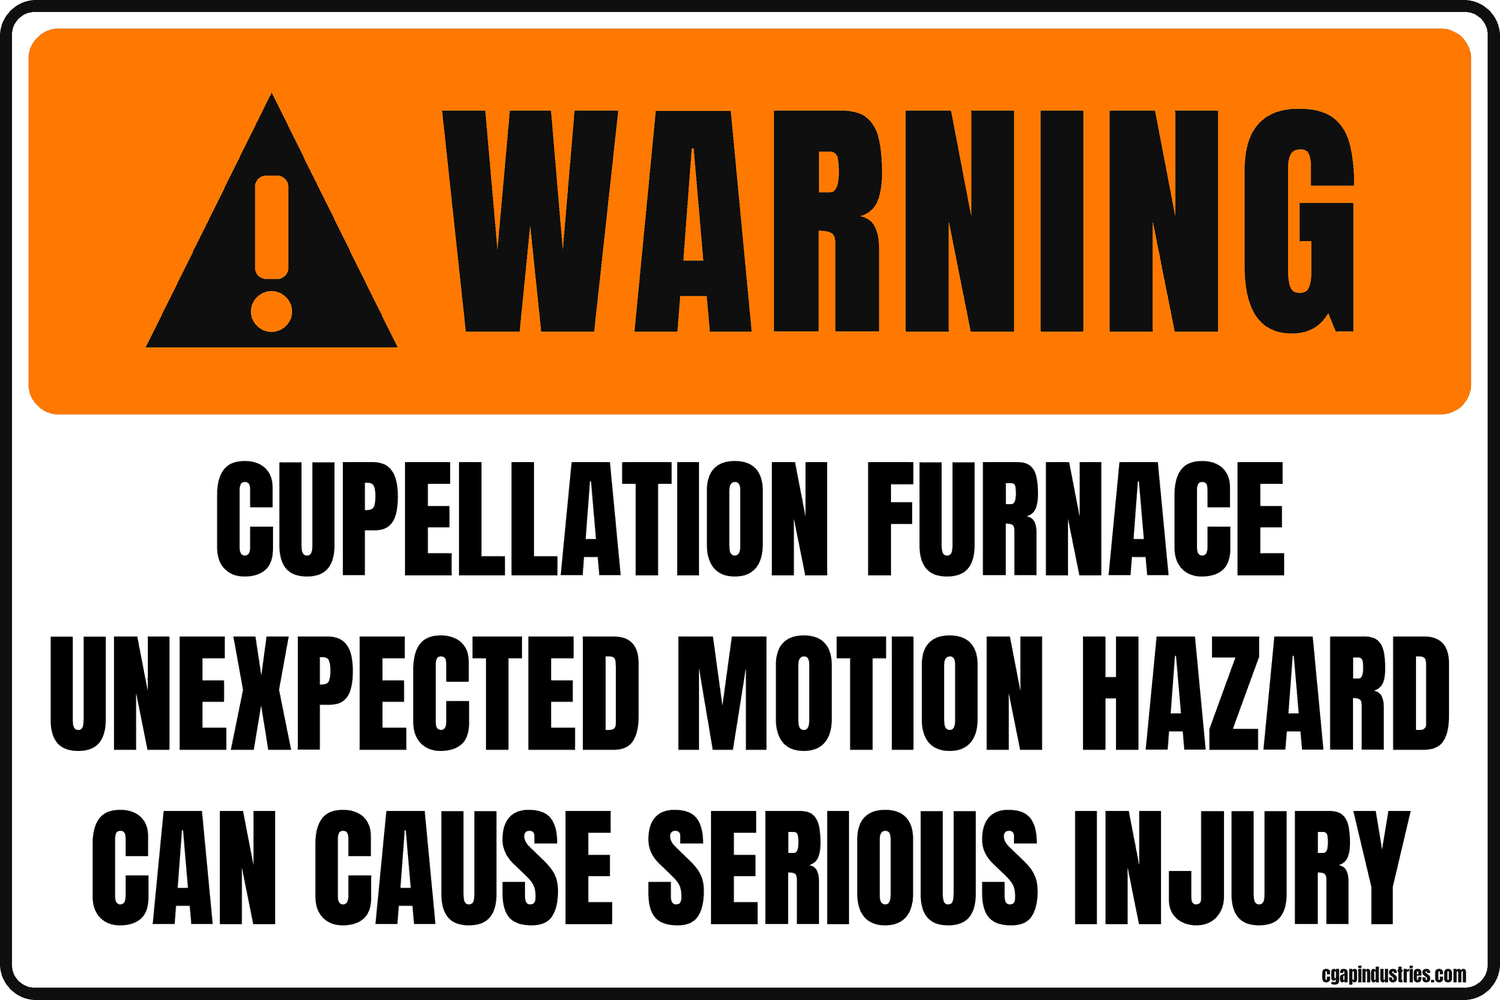 WARNING
CUPELLATION FURNACE
UNEXPECTED MOTION HAZARD
CAN CAUSE SERIOUS INJURY
cgapindustries.com